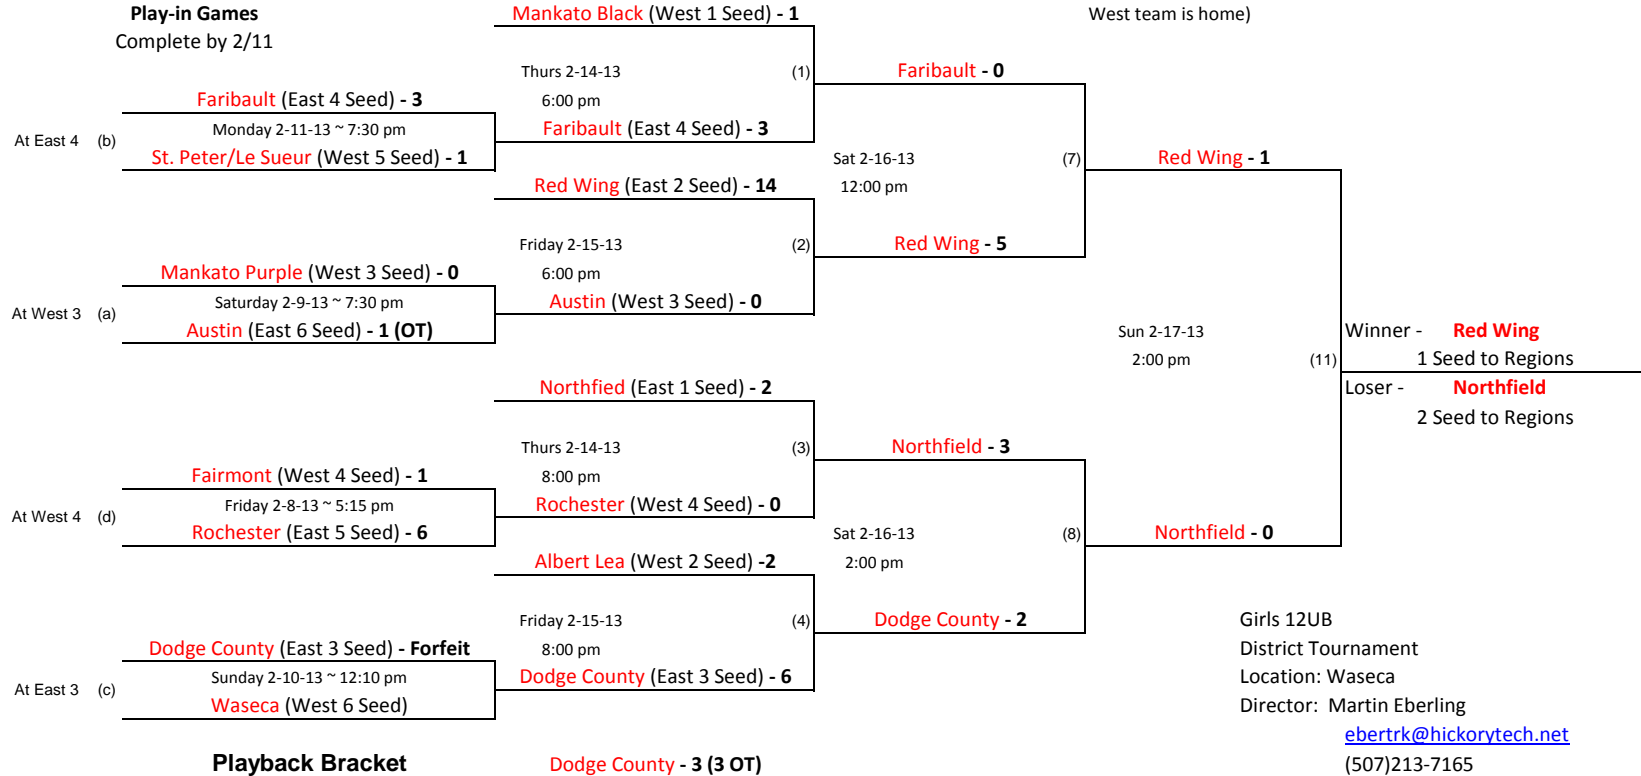 Play-in Games
Complete by 2/11
At East 4 (b)
Faribault (East 4 Seed) - 3
Monday 2-11-13 ~ 7:30 pm
St. Peter/Le Sueur (West 5 Seed) - 1
At West 3 (a)
Mankato Purple (West 3 Seed) - 0
Saturday 2-9-13 ~ 7:30 pm
Austin (East 6 Seed) - 1 (OT)
At West 4 (d)
Fairmont (West 4 Seed) - 1
Friday 2-8-13 ~ 5:15 pm
Rochester (East 5 Seed) - 6
At East 3 (c)
Dodge County (East 3 Seed) - Forfeit
Sunday 2-10-13 ~ 12:10 pm
Waseca (West 6 Seed)
Mankato Black (West 1 Seed) - 1
Thurs 2-14-13 (1)
6:00 pm
Faribault (East 4 Seed) - 3
Red Wing (East 2 Seed) - 14
Friday 2-15-13 (2)
6:00 pm
Austin (West 3 Seed) - 0
Northfied (East 1 Seed) - 2
Thurs 2-14-13 (3)
8:00 pm
Rochester (West 4 Seed) - 0
Albert Lea (West 2 Seed) -2
Friday 2-15-13 (4)
8:00 pm
Dodge County (East 3 Seed) - 6
Faribault - 0
Sat 2-16-13 (7)
12:00 pm
Red Wing - 5
Northfield - 3
Sat 2-16-13 (8)
2:00 pm
Dodge County - 2
West team is home)
Red Wing - 1
Sun 2-17-13
2:00 pm (11)
Northfield - 0
Winner - Red Wing
1 Seed to Regions
Loser - Northfield
2 Seed to Regions
Girls 12UB
District Tournament
Location: Waseca
Director: Martin Eberling
ebertrk@hickorytech.net
(507)213-7165
Playback Bracket
Dodge County - 3 (3 OT)